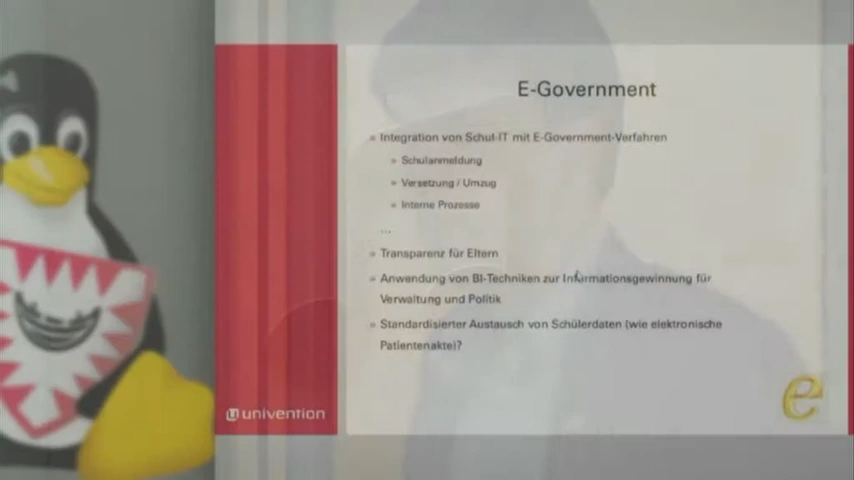 E-Government
» Integration von Schul-IT mit E-Government-Verfahren
» Schulanmeldung
» Versetzung / Umzug
» Interne Prozesse
...
» Transparenz für Eltern
» Anwendung von BI-Techniken zur Informationsgewinnung für
Verwaltung und Politik
» Standardisierter Austausch von Schülerdaten (wie elektronische
Patientenakte)?
univention
e